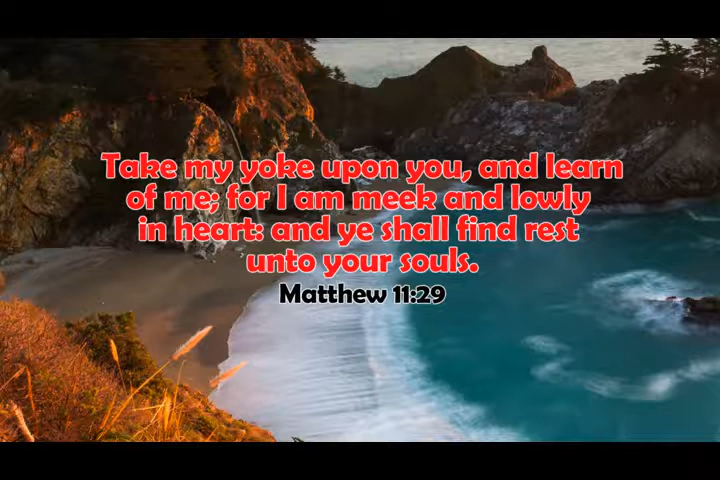 Take my yoke upon you, and learn
of me; for I am meek and lowly
in heart: and ye shall find rest
unto your souls.
Matthew 11:29